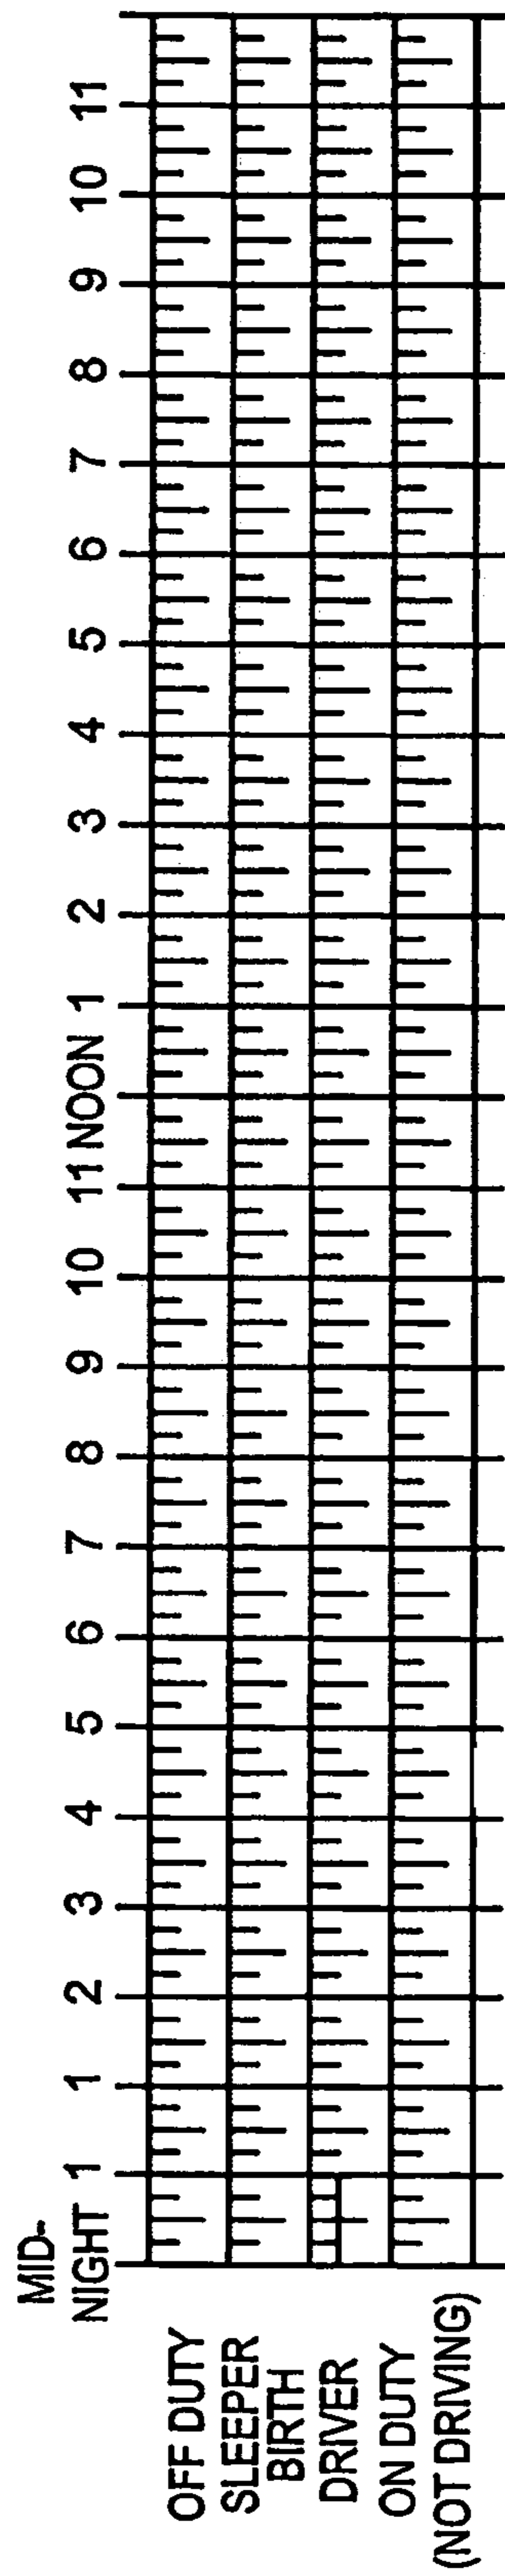 MID-
NIGHT 1 1 2 3 4 5 6 7 8 9 10 11 NOON 1 2 3 4 5 6 7 8 9 10 11
OFF DUTY
SLEEPER
BIRTH
DRIVER
ON DUTY
(NOT DRIVING)